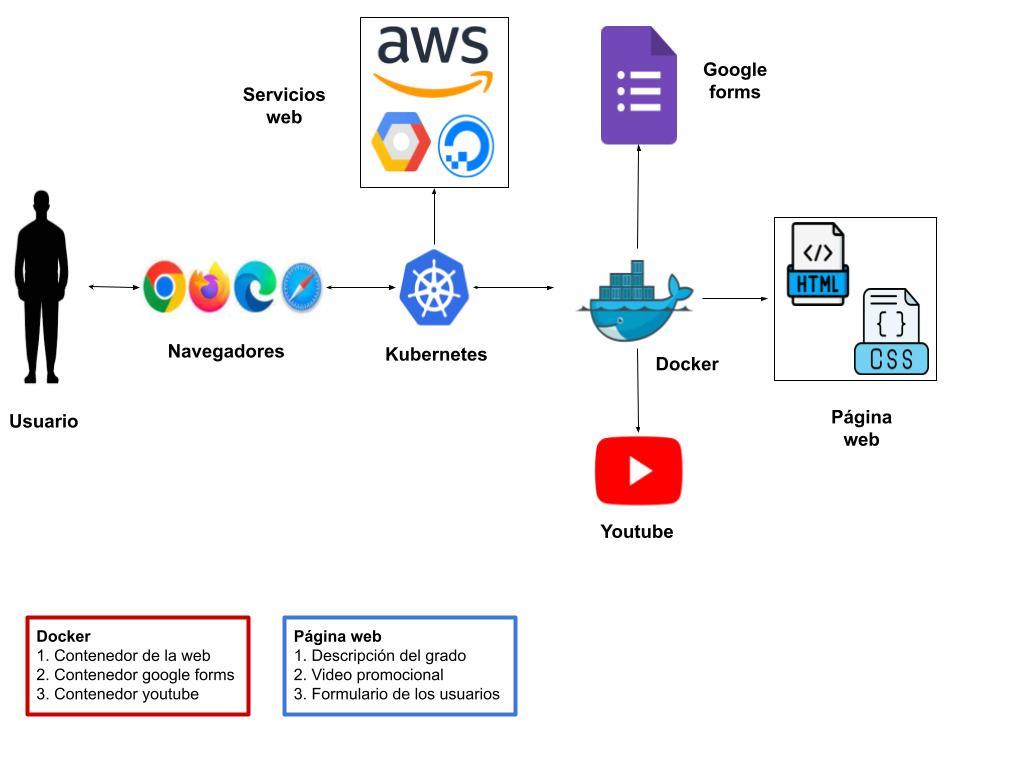 aws
Servicios
web
Google
forms
HTML
CSS
Navegadores
Kubernetes
Docker
Usuario
Página
web
Youtube
Docker
1. Contenedor de la web
2. Contenedor google forms
3. Contenedor youtube
Página web
1. Descripción del grado
2. Video promocional
3. Formulario de los usuarios